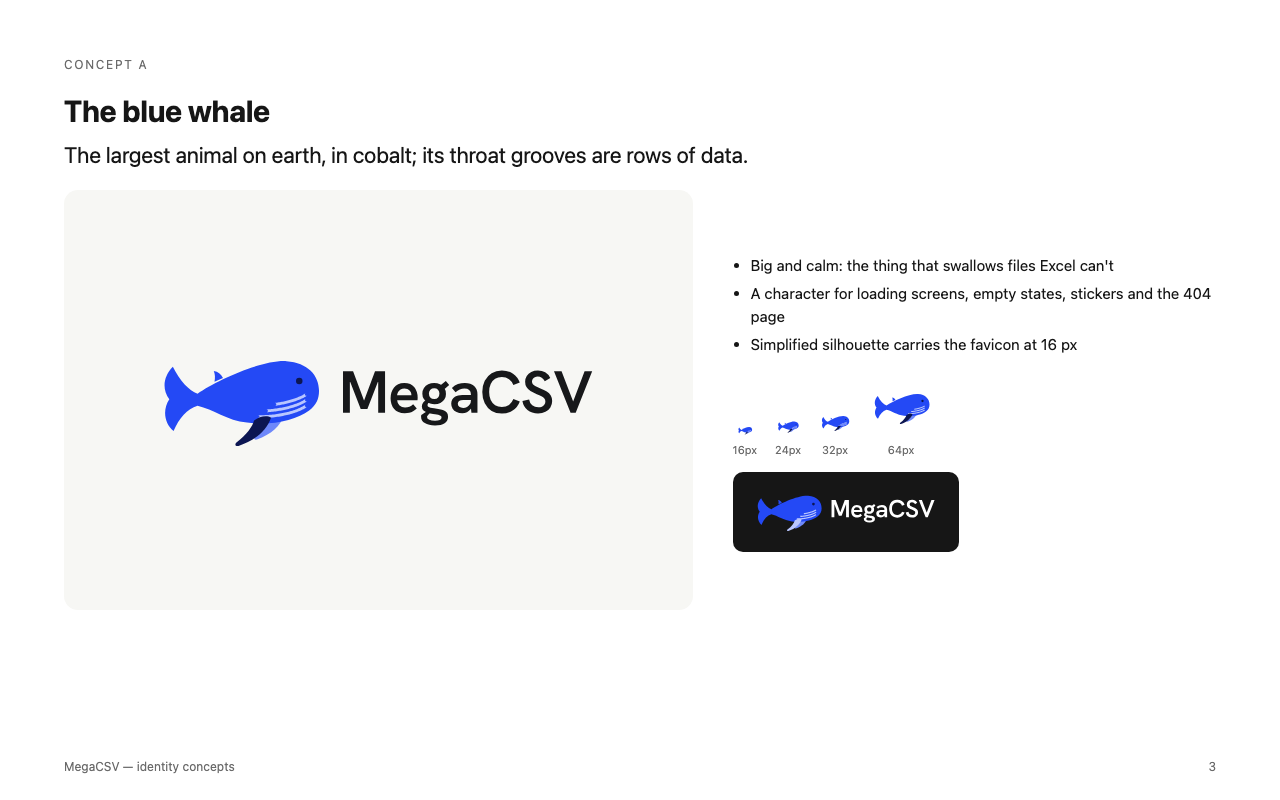 CONCEPT A
The blue whale
The largest animal on earth, in cobalt; its throat grooves are rows of data.
MegaCSV
• Big and calm: the thing that swallows files Excel can't
• A character for loading screens, empty states, stickers and the 404
page
• Simplified silhouette carries the favicon at 16 px
16px 24px 32px 64px
MegaCSV
MegaCSV — identity concepts
3